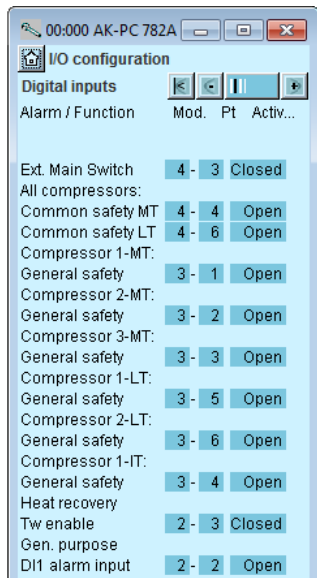 00:000 AK-PC 782A
I/O configuration
Digital inputs
Alarm / Function Mod. Pt Activ...
Ext. Main Switch 4 - 3 Closed
All compressors:
Common safety MT 4 - 4 Open
Common safety LT 4 - 6 Open
Compressor 1-MT:
General safety 3 - 1 Open
Compressor 2-MT:
General safety 3 - 2 Open
Compressor 3-MT:
General safety 3 - 3 Open
Compressor 1-LT:
General safety 3 - 5 Open
Compressor 2-LT:
General safety 3 - 6 Open
Compressor 1-IT:
General safety 3 - 4 Open
Heat recovery
Tw enable 2 - 3 Closed
Gen. purpose
DI1 alarm input 2 - 2 Open